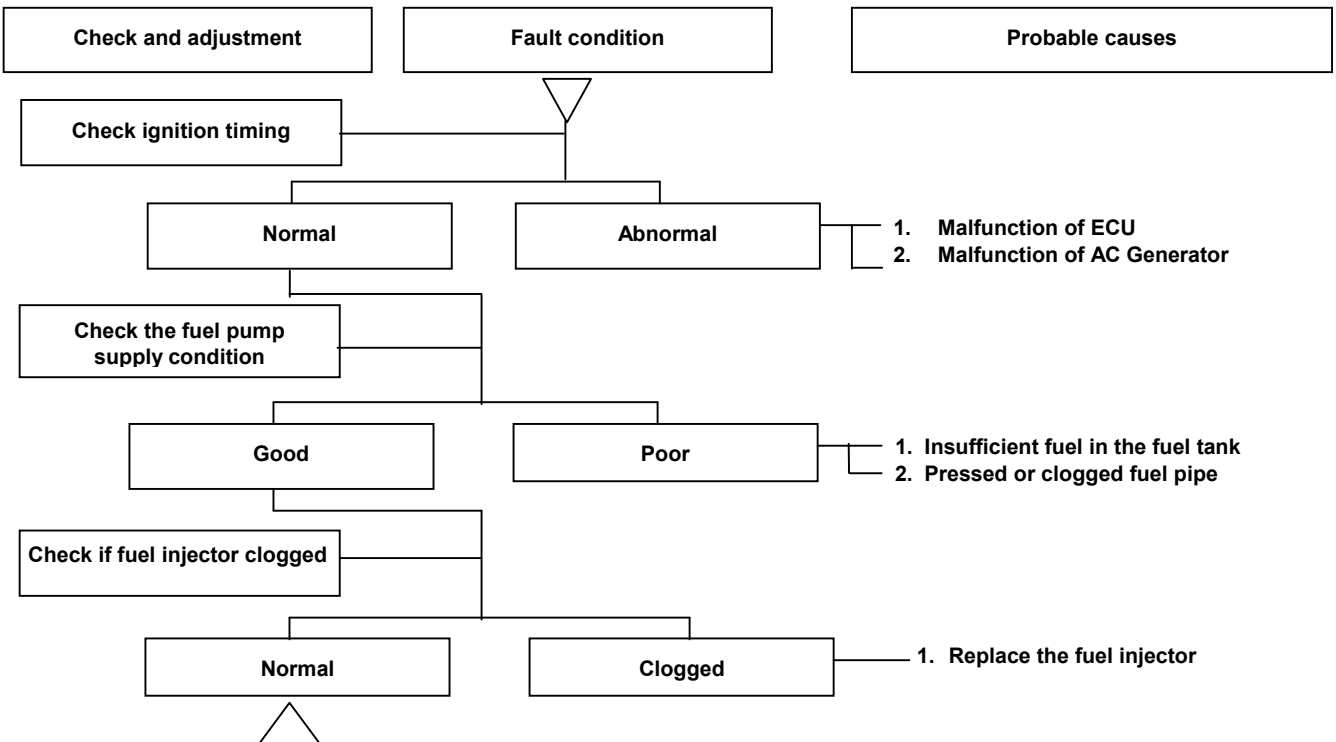 Check and adjustment
Fault condition
Probable causes
Check ignition timing
Normal
Abnormal
1. Malfunction of ECU
2. Malfunction of AC Generator
Check the fuel pump
supply condition
Good
Poor
1. Insufficient fuel in the fuel tank
2. Pressed or clogged fuel pipe
Check if fuel injector clogged
Normal
Clogged
1. Replace the fuel injector